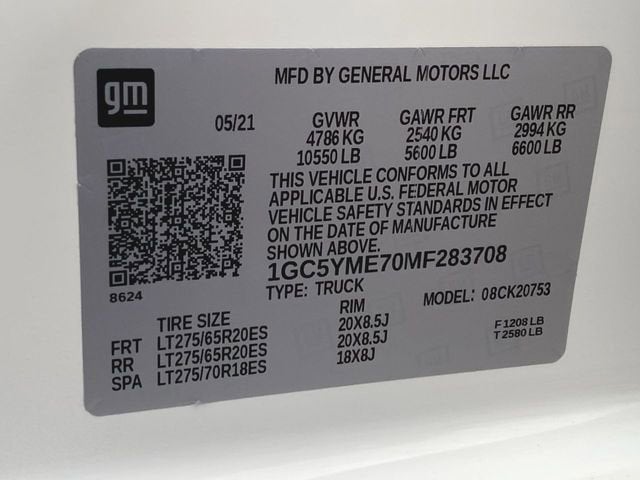 gm
MFD BY GENERAL MOTORS LLC
05/21
GVWR GAWR FRT GAWR RR
4786 KG 2540 KG 2994 KG
10550 LB 5600 LB 6600 LB
THIS VEHICLE CONFORMS TO ALL
APPLICABLE U.S. FEDERAL MOTOR
VEHICLE SAFETY STANDARDS IN EFFECT
ON THE DATE OF MANUFACTURE
SHOWN ABOVE.
1GC5YME70MF283708
8624
TYPE: TRUCK MODEL: 08CK20753
TIRE SIZE RIM
FRT LT275/65R20ES 20X8.5J F 1208 LB
RR LT275/65R20ES 20X8.5J T 2580 LB
SPA LT275/70R18ES 18X8J